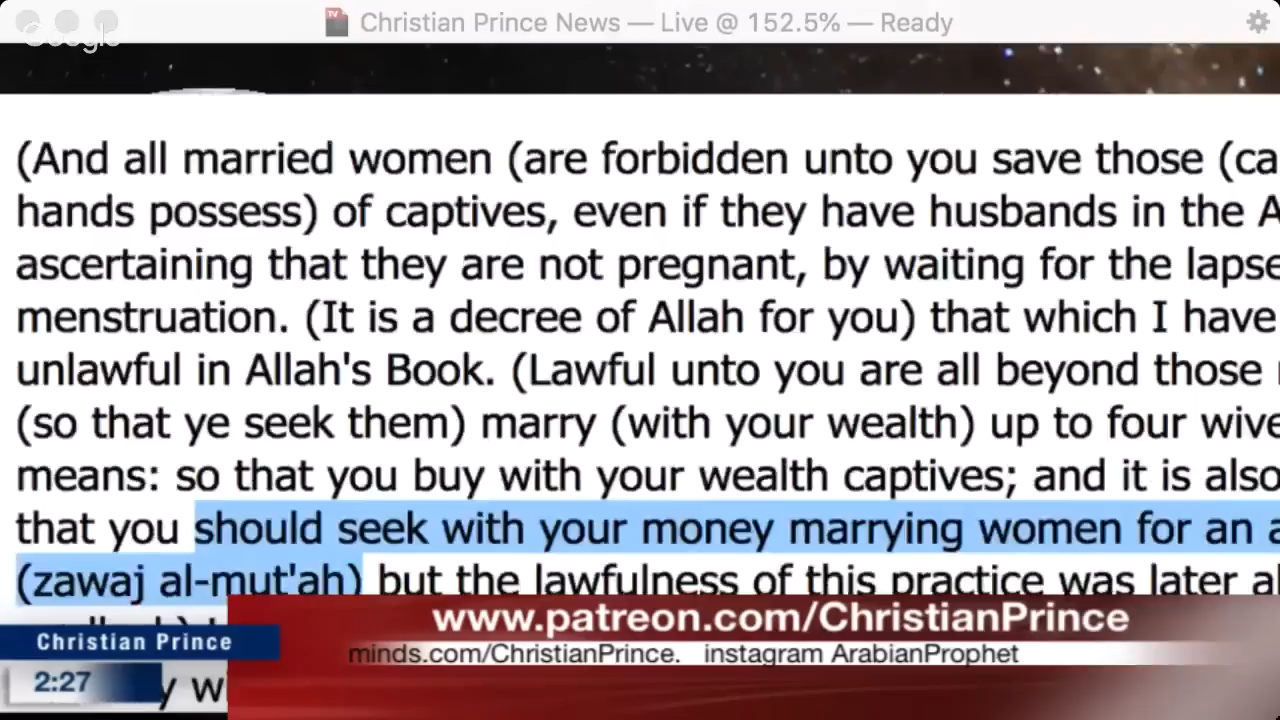 Christian Prince News — Live @ 152.5% — Ready
Google
(And all married women (are forbidden unto you save those
hands possess) of captives, even if they have husbands in the
ascertaining that they are not pregnant, by waiting for the lapse
menstruation. (It is a decree of Allah for you) that which I have
unlawful in Allah's Book. (Lawful unto you are all beyond those
(so that ye seek them) marry (with your wealth) up to four
means: so that you buy with your wealth captives; and it is also
that you should seek with your money marrying women for an
(zawaj al-mut'ah) but the lawfulness of this practice was later
www.patreon.com/ChristianPrince
Christian Prince
minds.com/ChristianPrince. instagram ArabianProphet
2:27